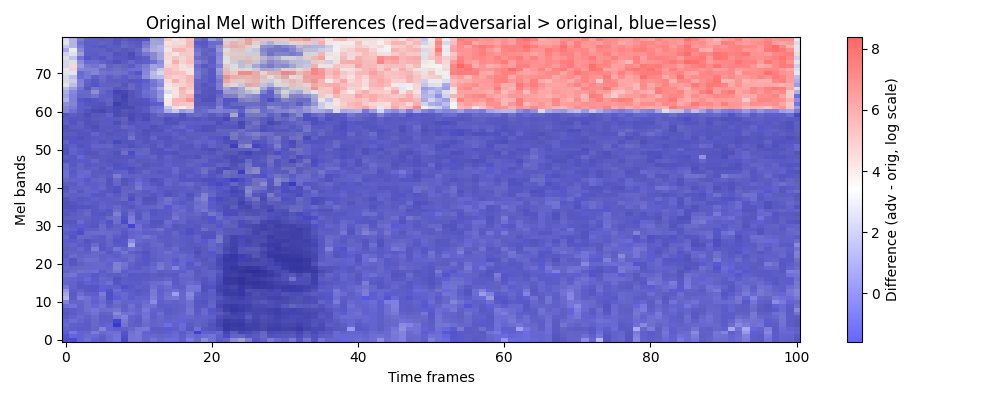 Original Mel with Differences (red=adversarial > original, blue=less)
Mel bands
70
60
50
40
30
20
10
0
0 20 40 60 80 100
Time frames
8
6
4
2
0
Difference (adv - orig, log scale)